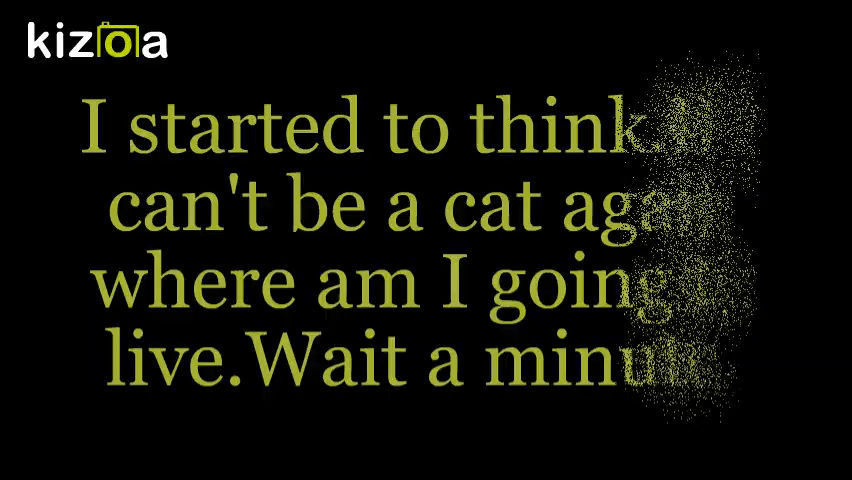 kizoa
I started to think.
can't be a cat
where am I going
live.Wait a